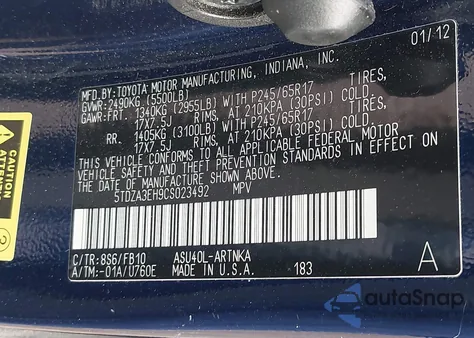 01/12
MFD.BY:TOYOTA MOTOR MANUFACTURING, INDIANA, INC.
GVWR:2490KG(5500LB)
GAWR:FRT. 1340KG(2955LB)WITH P245/65R17 TIRES,
17X7.5J RIMS, AT 210KPA(30PSI)COLD.
RR. 1405KG(3100LB)WITH P245/65R17 TIRES,
17X7.5J RIMS, AT 210KPA(30PSI)COLD.
THIS VEHICLE CONFORMS TO ALL APPLICABLE FEDERAL MOTOR
VEHICLE SAFETY AND THEFT PREVENTION STANDARDS IN EFFECT ON
THE DATE OF MANUFACTURE SHOWN ABOVE.
5TDZA3EH9CS023492 MPV
C/TR:8S6/FB10 ASU40L-ARTNKA
A/TM:-01A/U760E MADE IN U.S.A. 183 A
CAUTION
autoSnap